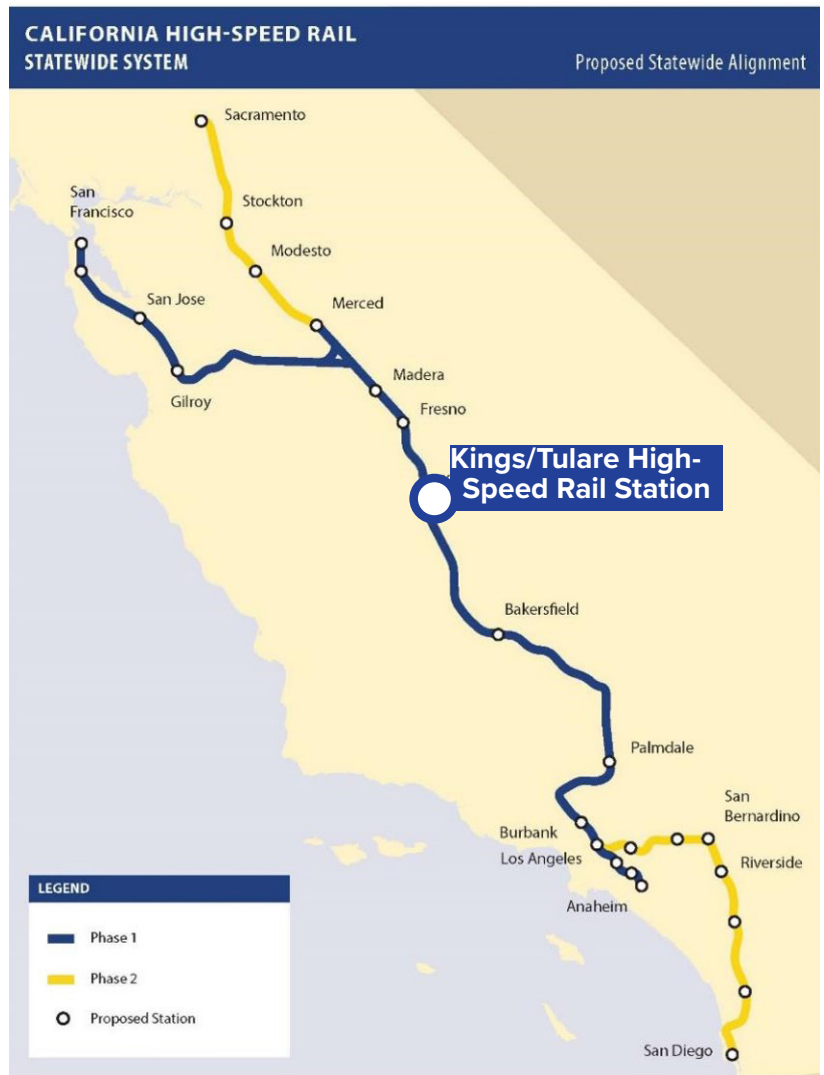 CALIFORNIA HIGH-SPEED RAIL
STATEWIDE SYSTEM
Proposed Statewide Alignment
Sacramento
San
Francisco
Stockton
Modesto
San Jose
Merced
Gilroy
Madera
Fresno
Kings/Tulare High-
Speed Rail Station
Bakersfield
Palmdale
San
Bernardino
Burbank
Los Angeles
Riverside
Anaheim
San Diego
LEGEND
Phase 1
Phase 2
Proposed Station